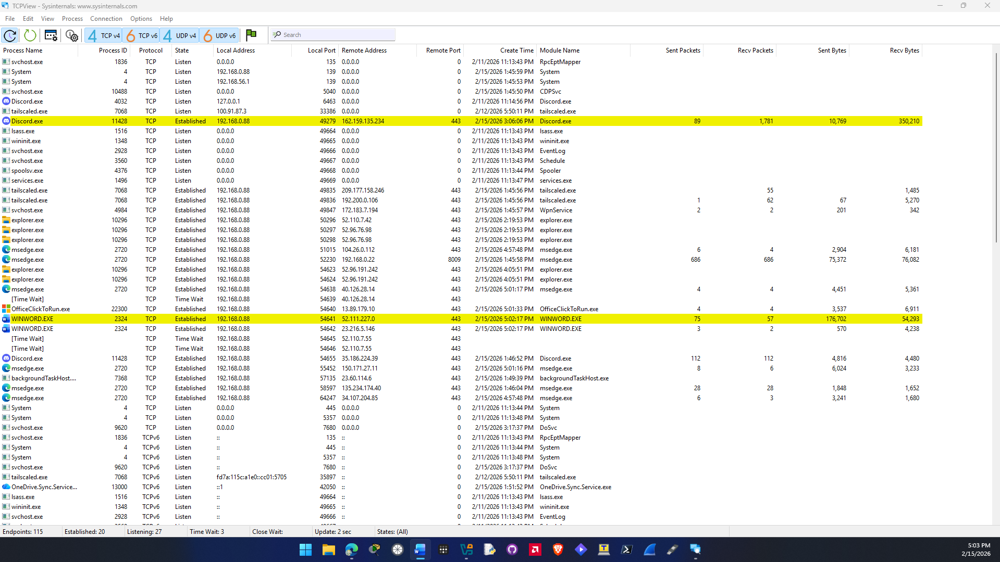 TCPView - Sysinternals: www.sysinternals.com
File Edit View Process Connection Options Help
4 TCP v4 6 TCP v6 4 UDP v4 6 UDP v6 Search
Process Name Process ID Protocol State Local Address Local Port Remote Address Remote Port Create Time Module Name Sent Packets Recv Packets Sent Bytes Recv Bytes
svchost.exe 1836 TCP Listen 0.0.0.0 135 0.0.0.0 0 2/11/2026 11:13:43 PM RpcEptMapper
System 4 TCP Listen 192.168.0.88 139 0.0.0.0 0 2/15/2026 1:45:59 PM System
System 4 TCP Listen 192.168.56.1 139 0.0.0.0 0 2/15/2026 1:45:53 PM System
svchost.exe 10488 TCP Listen 0.0.0.0 5040 0.0.0.0 0 2/15/2026 1:45:50 PM CDPSvc
Discord.exe 4032 TCP Listen 127.0.0.1 6463 0.0.0.0 0 2/11/2026 11:14:56 PM Discord.exe
tailscaled.exe 7068 TCP Listen 100.91.87.3 33386 0.0.0.0 0 2/12/2026 5:50:11 PM tailscaled.exe
Discord.exe 11428 TCP Established 192.168.0.88 49279 162.159.135.234 443 2/15/2026 3:06:06 PM Discord.exe 89 1,781 10,769 350,210
lsass.exe 1516 TCP Listen 0.0.0.0 49664 0.0.0.0 0 2/11/2026 11:13:43 PM lsass.exe
wininit.exe 1348 TCP Listen 0.0.0.0 49665 0.0.0.0 0 2/11/2026 11:13:43 PM wininit.exe
svchost.exe 2928 TCP Listen 0.0.0.0 49666 0.0.0.0 0 2/11/2026 11:13:43 PM EventLog
svchost.exe 3560 TCP Listen 0.0.0.0 49667 0.0.0.0 0 2/11/2026 11:13:43 PM Schedule
spoolsv.exe 4376 TCP Listen 0.0.0.0 49668 0.0.0.0 0 2/11/2026 11:13:44 PM Spooler
services.exe 1496 TCP Listen 0.0.0.0 49669 0.0.0.0 0 2/11/2026 11:13:47 PM services.exe
tailscaled.exe 7068 TCP Established 192.168.0.88 49835 209.177.158.246 443 2/15/2026 1:45:56 PM tailscaled.exe 55 1,485
tailscaled.exe 7068 TCP Established 192.168.0.88 49836 192.200.0.106 443 2/15/2026 1:45:56 PM tailscaled.exe 1 62 67 5,270
svchost.exe 4984 TCP Established 192.168.0.88 49847 172.183.7.194 443 2/15/2026 1:45:57 PM WpnService 2 2 201 342
explorer.exe 10296 TCP Established 192.168.0.88 50296 52.110.7.42 443 2/15/2026 2:19:53 PM explorer.exe
explorer.exe 10296 TCP Established 192.168.0.88 50297 52.96.76.98 443 2/15/2026 2:19:53 PM explorer.exe
explorer.exe 10296 TCP Established 192.168.0.88 50298 52.96.76.98 443 2/15/2026 2:19:53 PM explorer.exe
msedge.exe 2720 TCP Established 192.168.0.88 51015 104.26.0.112 443 2/15/2026 4:57:48 PM msedge.exe 6 4 2,904 6,181
msedge.exe 2720 TCP Established 192.168.0.88 52230 192.168.0.22 8009 2/15/2026 1:45:58 PM msedge.exe 686 686 75,372 76,082
explorer.exe 10296 TCP Established 192.168.0.88 54623 52.96.191.242 443 2/15/2026 4:05:51 PM explorer.exe
explorer.exe 10296 TCP Established 192.168.0.88 54624 52.96.191.242 443 2/15/2026 4:05:51 PM explorer.exe
msedge.exe 2720 TCP Established 192.168.0.88 54638 40.126.28.14 443 2/15/2026 5:01:17 PM msedge.exe 4 4 4,451 5,361
[Time Wait] TCP Time Wait 192.168.0.88 54639 40.126.28.14 443
OfficeClickToRun.exe 22300 TCP Established 192.168.0.88 54640 13.89.179.10 443 2/15/2026 5:01:33 PM OfficeClickToRun.exe 4 4 3,537 6,911
WINWORD.EXE 2324 TCP Established 192.168.0.88 54641 52.111.227.0 443 2/15/2026 5:02:17 PM WINWORD.EXE 75 57 176,702 54,293
WINWORD.EXE 2324 TCP Established 192.168.0.88 54642 23.216.5.146 443 2/15/2026 5:02:17 PM WINWORD.EXE 3 2 570 4,238
[Time Wait] TCP Time Wait 192.168.0.88 54645 52.110.7.55 443
[Time Wait] TCP Time Wait 192.168.0.88 54646 52.110.7.55 443
Discord.exe 11428 TCP Established 192.168.0.88 54655 35.186.224.39 443 2/15/2026 1:46:52 PM Discord.exe 112 112 4,816 4,480
msedge.exe 2720 TCP Established 192.168.0.88 55452 150.171.27.11 443 2/15/2026 5:01:16 PM msedge.exe 8 6 6,024 3,233
backgroundTaskHost.... 7368 TCP Established 192.168.0.88 57135 23.60.114.6 443 2/15/2026 1:49:39 PM backgroundTaskHost.exe
msedge.exe 2720 TCP Established 192.168.0.88 58597 135.234.174.40 443 2/15/2026 1:46:04 PM msedge.exe 28 28 1,848 1,652
msedge.exe 2720 TCP Established 192.168.0.88 64247 34.107.204.85 443 2/15/2026 4:57:48 PM msedge.exe 6 3 3,241 1,680
System 4 TCP Listen 0.0.0.0 445 0.0.0.0 0 2/11/2026 11:13:44 PM System
System 4 TCP Listen 0.0.0.0 5357 0.0.0.0 0 2/11/2026 11:13:48 PM System
svchost.exe 9620 TCP Listen 0.0.0.0 7680 0.0.0.0 0 2/15/2026 3:17:37 PM DoSvc
svchost.exe 1836 TCPv6 Listen :: 135 :: 0 2/11/2026 11:13:43 PM RpcEptMapper
System 4 TCPv6 Listen :: 445 :: 0 2/11/2026 11:13:44 PM System
System 4 TCPv6 Listen :: 5357 :: 0 2/11/2026 11:13:48 PM System
svchost.exe 9620 TCPv6 Listen :: 7680 :: 0 2/15/2026 3:17:37 PM DoSvc
tailscaled.exe 7068 TCPv6 Listen fd7a:115c:a1e0::cc01:5705 35897 :: 0 2/12/2026 5:50:11 PM tailscaled.exe
OneDrive.Sync.Service... 13000 TCPv6 Listen ::1 42050 :: 0 2/15/2026 1:51:52 PM OneDrive.Sync.Service.exe
lsass.exe 1516 TCPv6 Listen :: 49664 :: 0 2/11/2026 11:13:43 PM lsass.exe
wininit.exe 1348 TCPv6 Listen :: 49665 :: 0 2/11/2026 11:13:43 PM wininit.exe
svchost.exe 2928 TCPv6 Listen :: 49666 :: 0 2/11/2026 11:13:43 PM EventLog
Endpoints: 115 Established: 20 Listening: 27 Time Wait: 3 Close Wait: Update: 2 sec States: (All)
5:03 PM
2/15/2026